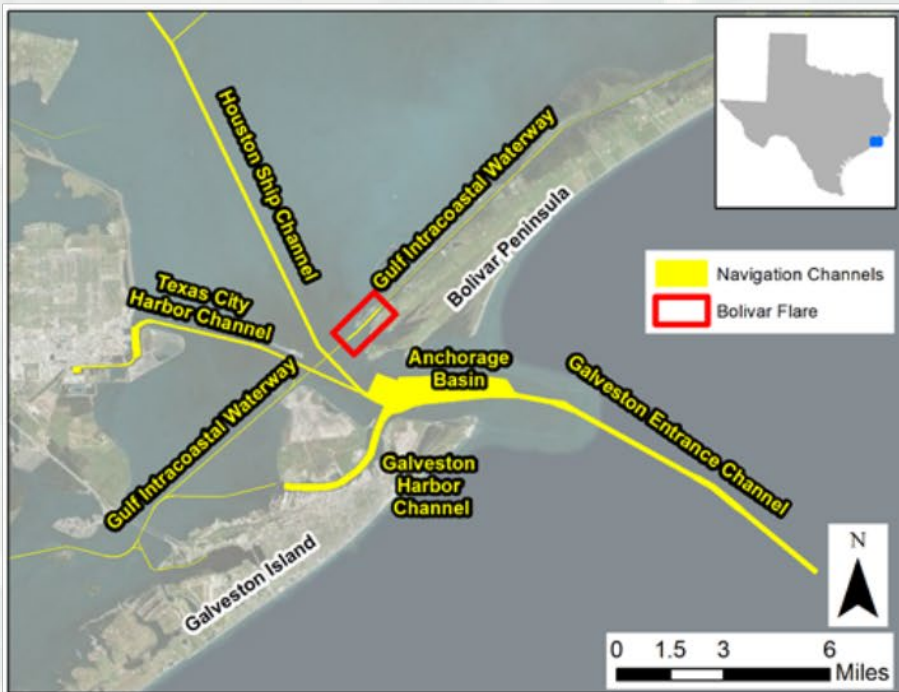 Houston Ship Channel
Gulf Intracoastal Waterway
Bolivar Peninsula
Navigation Channels
Bolivar Flare
Texas City
Harbor Channel
Anchorage
Basin
Galveston Entrance Channel
Gulf Intracoastal Waterway
Galveston
Harbor
Channel
Galveston Island
N
0 1.5 3 6
Miles